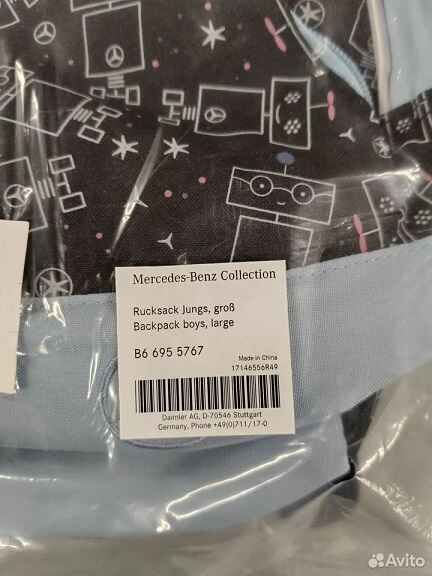 Mercedes-Benz Collection
Rucksack Jungs, groß
Backpack boys, large
B6 695 5767
Made in China
17146556R49
Daimler AG, D-70546 Stuttgart
Germany, Phone +49(0)711/17-0
Avito